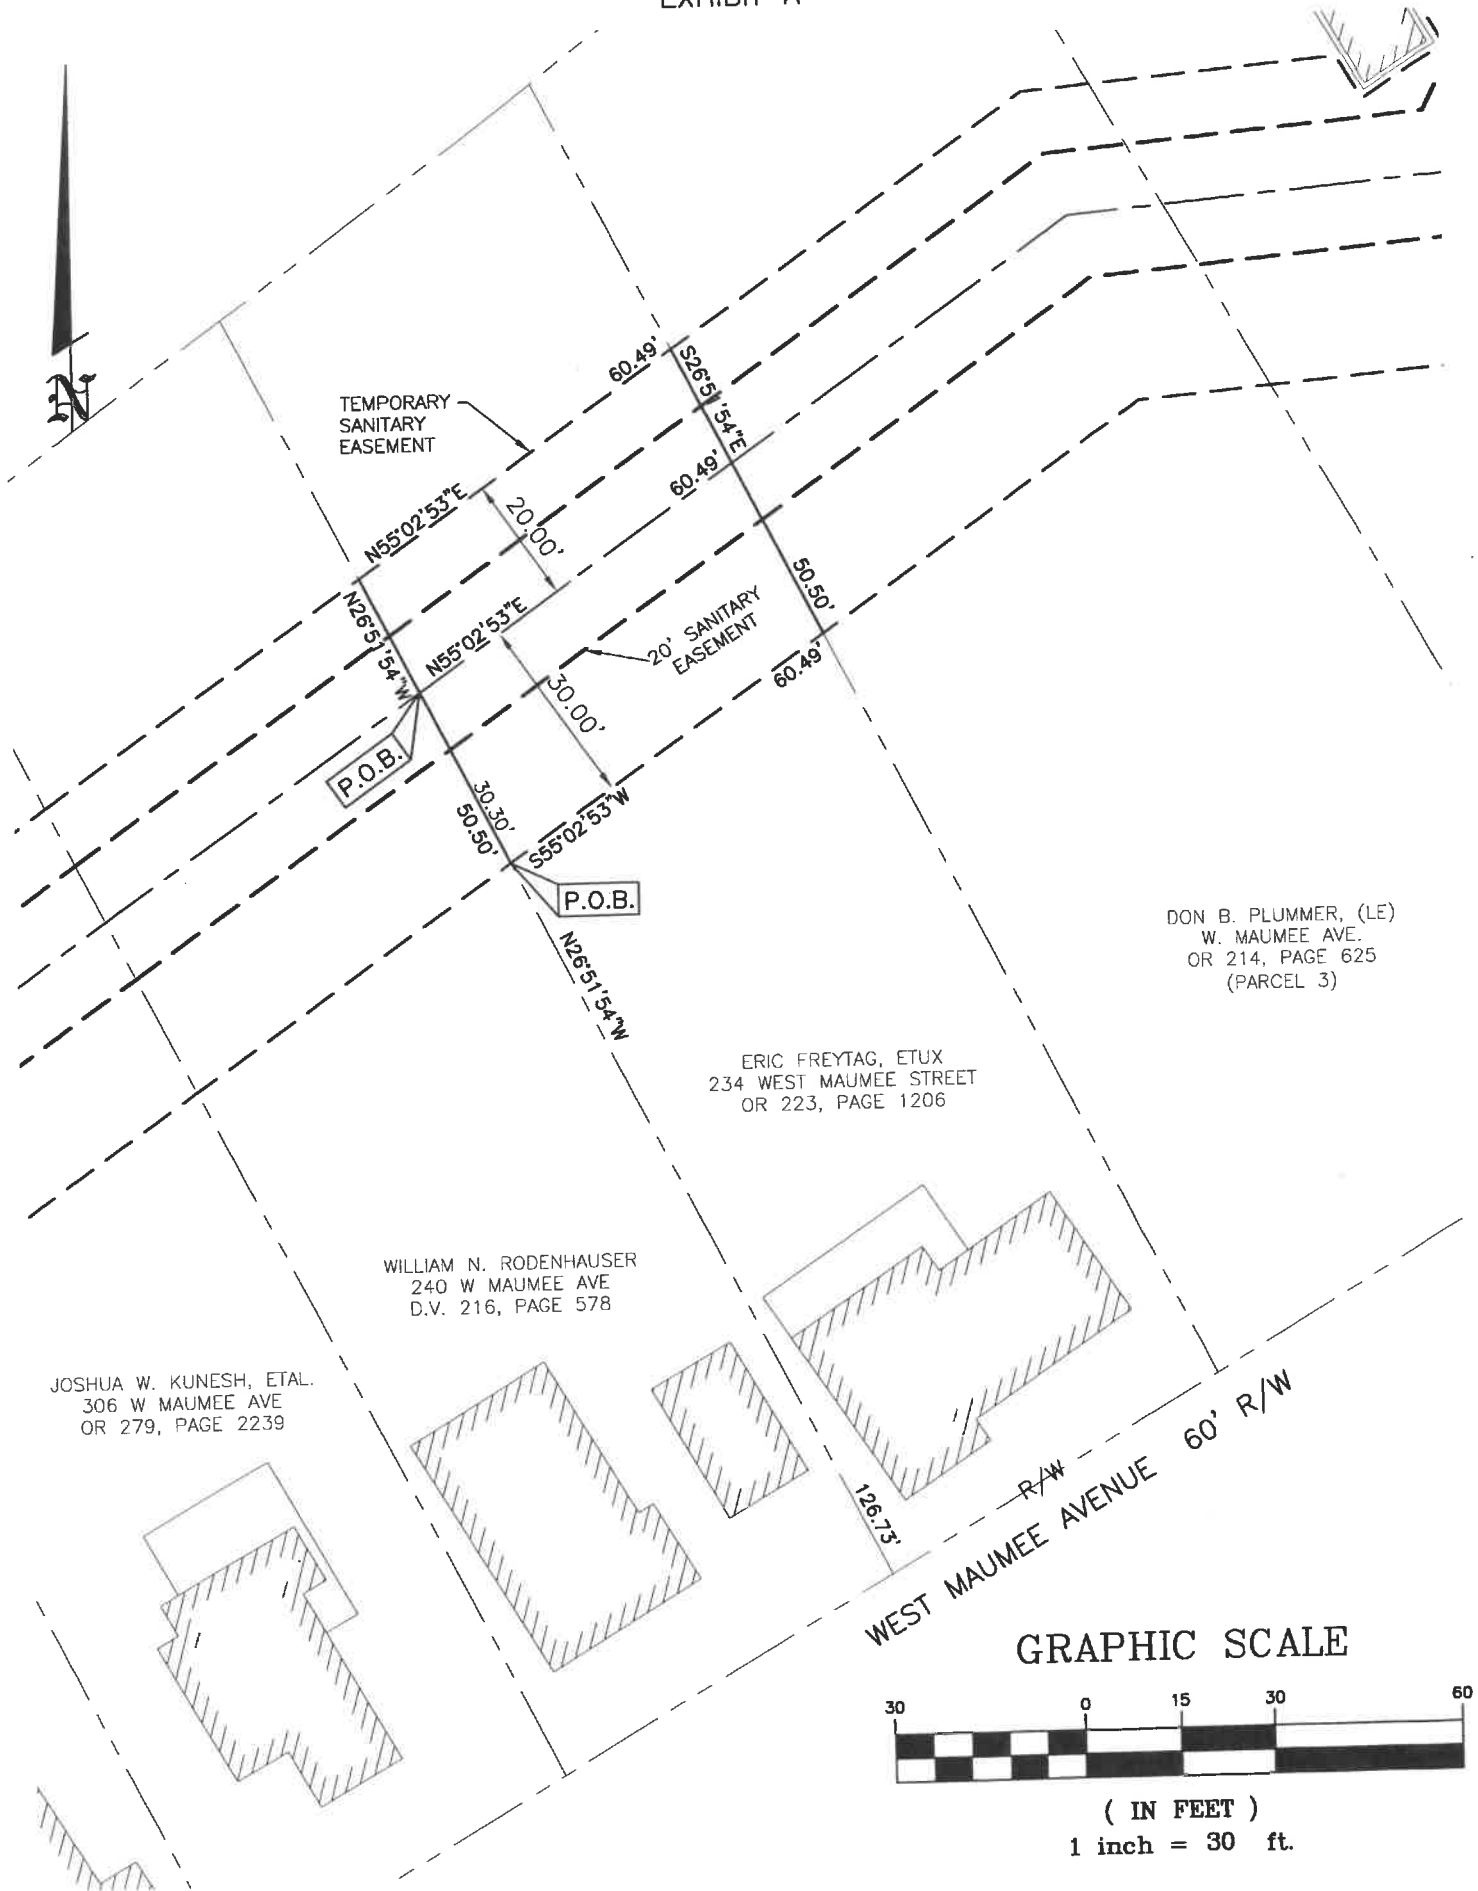 EXHIBIT "A"
N
TEMPORARY
SANITARY
EASEMENT
60.49'
S26°51'54"E
N55°02'53"E
20.00'
60.49'
N26°51'54"W
N55°02'53"E
50.50'
20' SANITARY
EASEMENT
60.49'
30.00'
P.O.B.
30.30'
50.50'
S55°02'53"W
P.O.B.
N26°51'54"W
DON B. PLUMMER, (LE)
W. MAUMEE AVE.
OR 214, PAGE 625
(PARCEL 3)
ERIC FREYTAG, ETUX
234 WEST MAUMEE STREET
OR 223, PAGE 1206
WILLIAM N. RODENHAUSER
240 W MAUMEE AVE
D.V. 216, PAGE 578
JOSHUA W. KUNESH, ETAL.
306 W MAUMEE AVE
OR 279, PAGE 2239
126.73'
R/W
WEST MAUMEE AVENUE 60' R/W
GRAPHIC SCALE
30 0 15 30 60
( IN FEET )
1 inch = 30 ft.